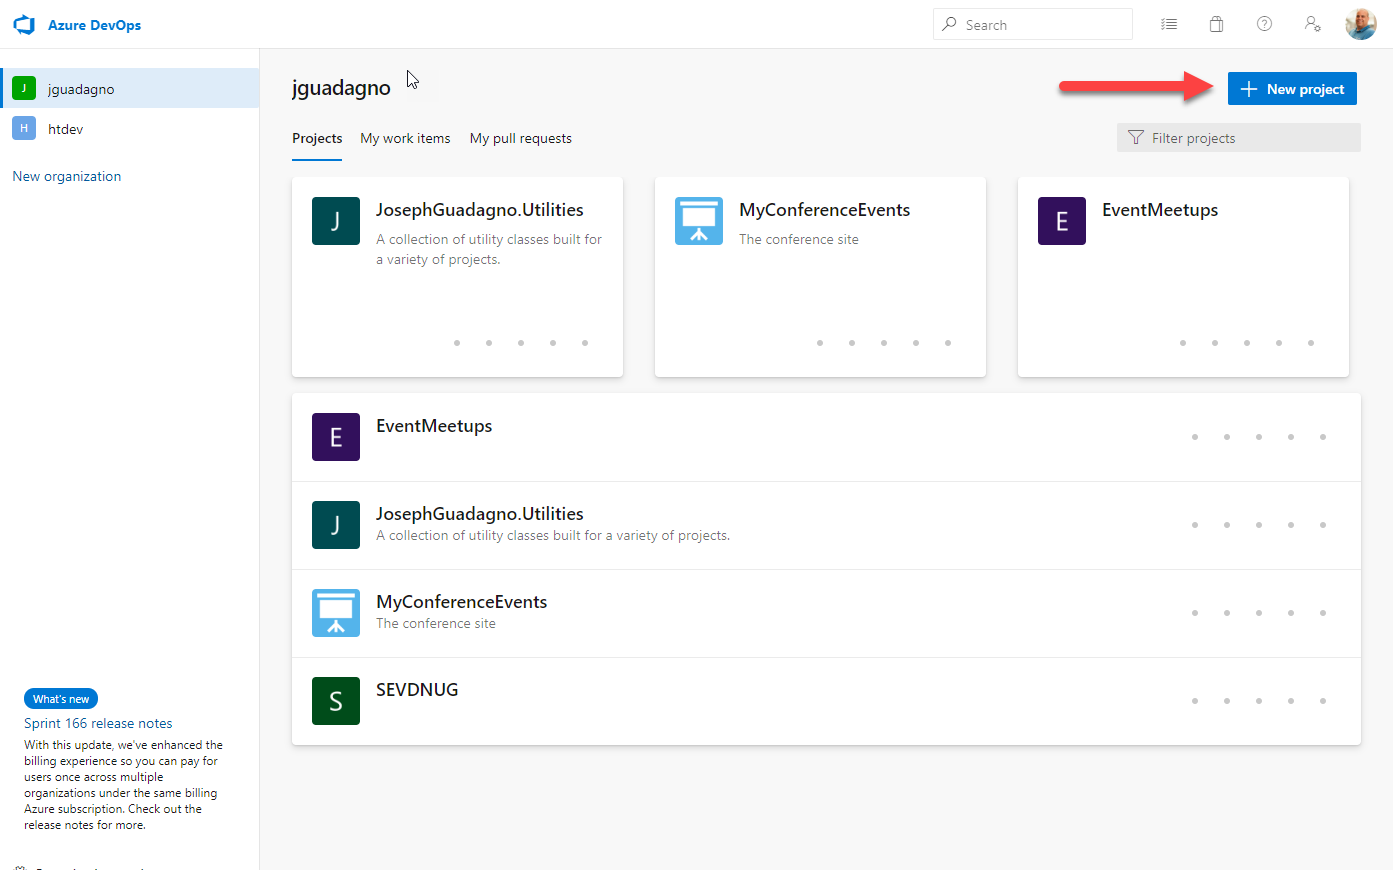 Azure DevOps
Search
J
jguadagno
H
htdev
New organization
jguadagno
New project
Projects
My work items
My pull requests
Filter projects
J
JosephGuadagno.Utilities
A collection of utility classes built for
a variety of projects.
MyConferenceEvents
The conference site
E
EventMeetups
E
EventMeetups
J
JosephGuadagno.Utilities
A collection of utility classes built for a variety of projects.
MyConferenceEvents
The conference site
S
SEVDNUG
What's new
Sprint 166 release notes
With this update, we've enhanced the
billing experience so you can pay for
users once across multiple
organizations under the same billing
Azure subscription. Check out the
release notes for more.